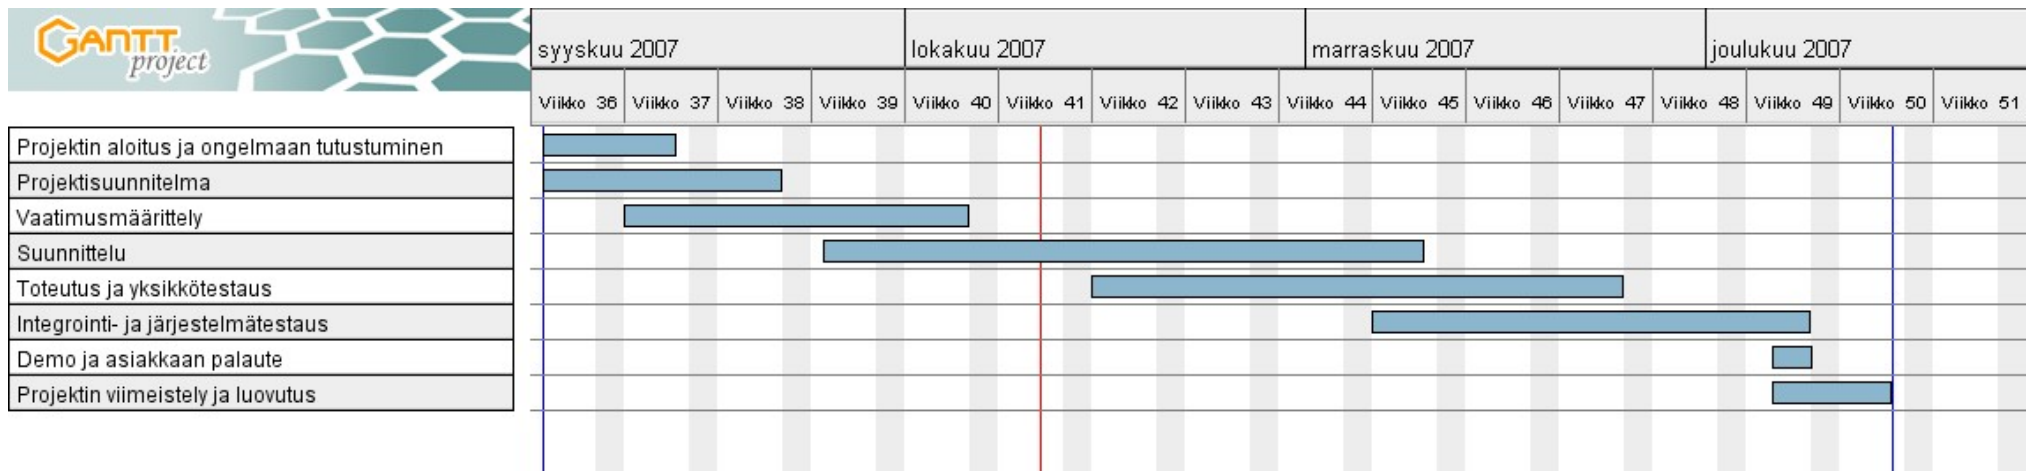 GANTT
project
syyskuu 2007 lokakuu 2007 marraskuu 2007 joulukuu 2007
Viikko 36 Viikko 37 Viikko 38 Viikko 39 Viikko 40 Viikko 41 Viikko 42 Viikko 43 Viikko 44 Viikko 45 Viikko 46 Viikko 47 Viikko 48 Viikko 49 Viikko 50 Viikko 51
Projektin aloitus ja ongelmaan tutustuminen
Projektisuunnitelma
Vaatimusmäärittely
Suunnittelu
Toteutus ja yksikkötestaus
Integrointi- ja järjestelmätestaus
Demo ja asiakkaan palaute
Projektin viimeistely ja luovutus